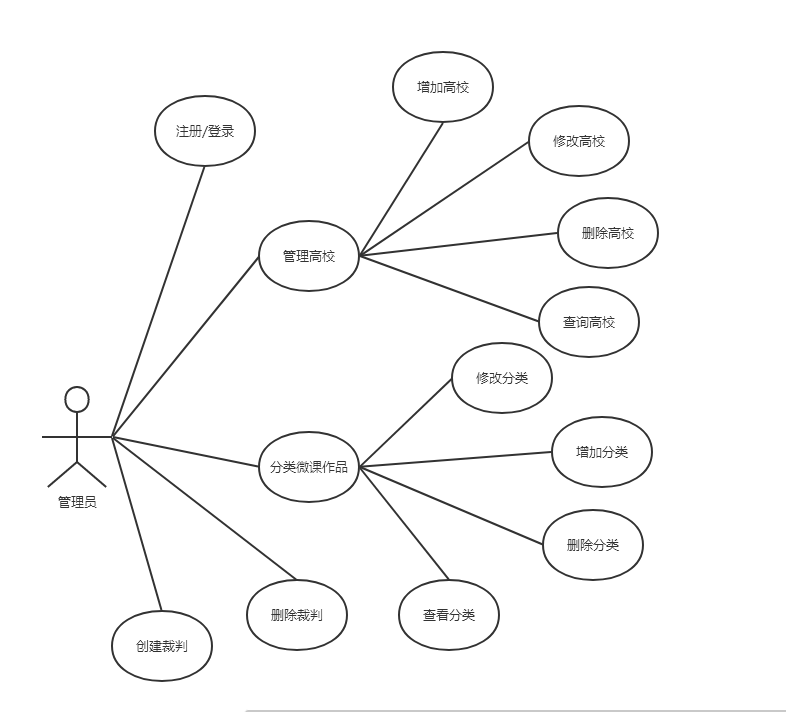 增加高校
注册/登录
修改高校
删除高校
管理高校
查询高校
修改分类
增加分类
分类微课作品
管理员
删除分类
删除裁判
查看分类
创建裁判